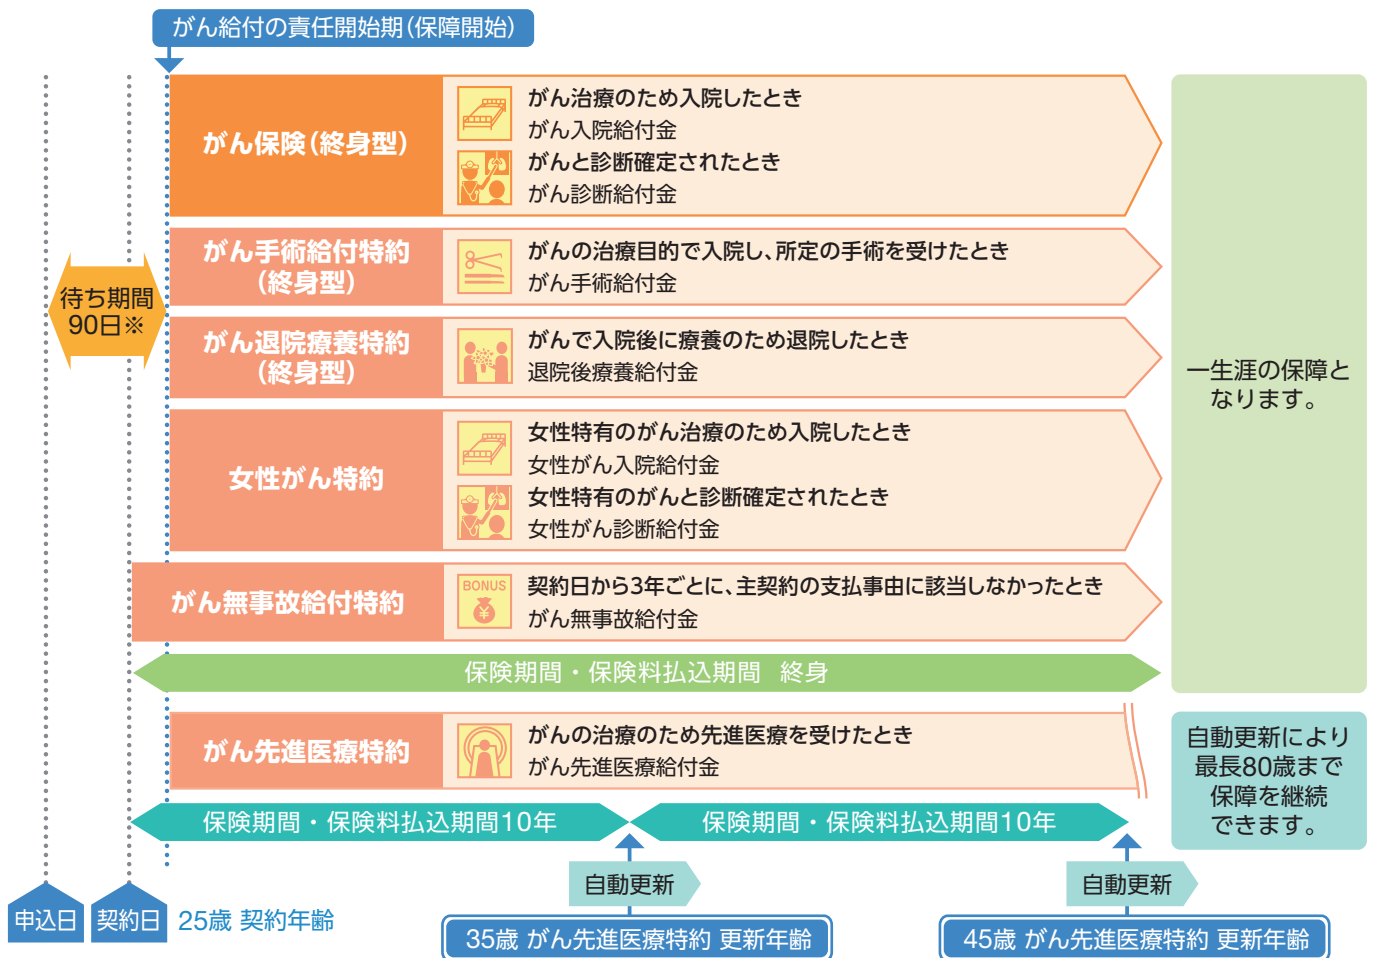 がん給付の責任開始期(保障開始)
がん保険(終身型)
がん治療のため入院したとき
がん入院給付金
がんと診断確定されたとき
がん診断給付金
がん手術給付特約
(終身型)
がんの治療目的で入院し、所定の手術を受けたとき
がん手術給付金
待ち期間
90日※
がん退院療養特約
(終身型)
がんで入院後に療養のため退院したとき
退院後療養給付金
女性がん特約
女性特有のがん治療のため入院したとき
女性がん入院給付金
女性特有のがんと診断確定されたとき
女性がん診断給付金
がん無事故給付特約
BONUS
¥
契約日から3年ごとに、主契約の支払事由に該当しなかったとき
がん無事故給付金
保険期間・保険料払込期間 終身
一生涯の保障と
なります。
がん先進医療特約
がんの治療のため先進医療を受けたとき
がん先進医療給付金
自動更新により
最長80歳まで
保障を継続
できます。
保険期間・保険料払込期間10年
保険期間・保険料払込期間10年
自動更新
自動更新
申込日
契約日
25歳 契約年齢
35歳 がん先進医療特約 更新年齢
45歳 がん先進医療特約 更新年齢